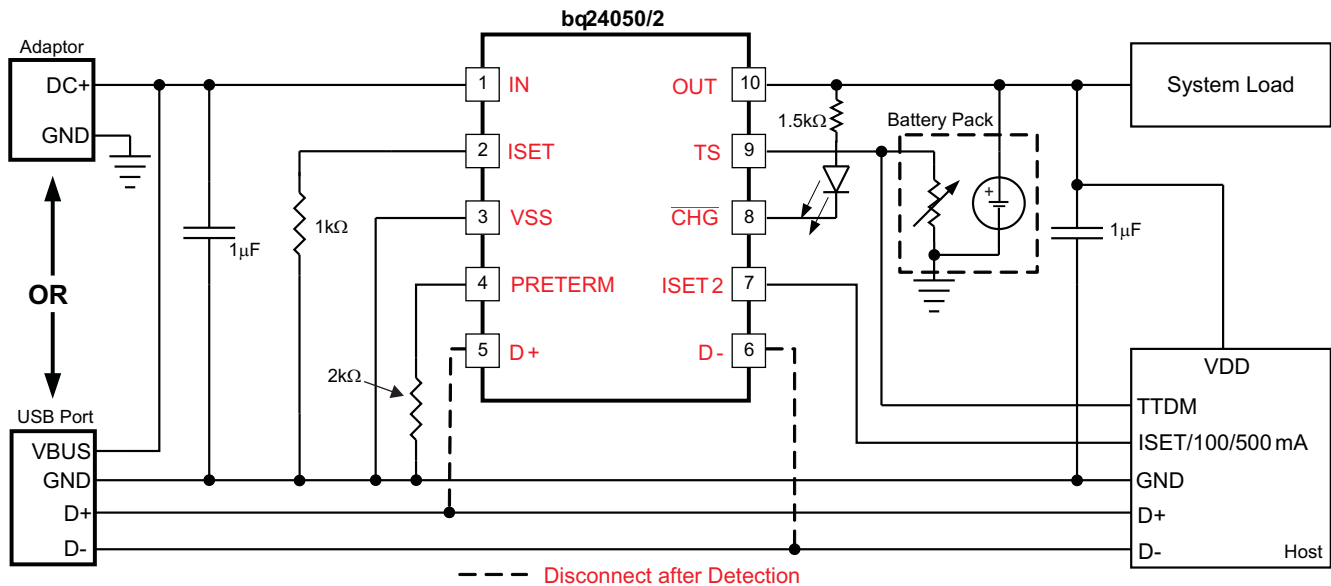 bq24050/2
Adaptor
DC+
GND
OR
USB Port
VBUS
GND
D+
D-
1µF
1kΩ
2kΩ
1 IN
2 ISET
3 VSS
4 PRETERM
5 D+
OUT 10
TS 9
CHG 8
ISET2 7
D- 6
1.5kΩ
Battery Pack
+
1µF
System Load
VDD
TTDM
ISET/100/500 mA
GND
D+
D-
Host
Disconnect after Detection